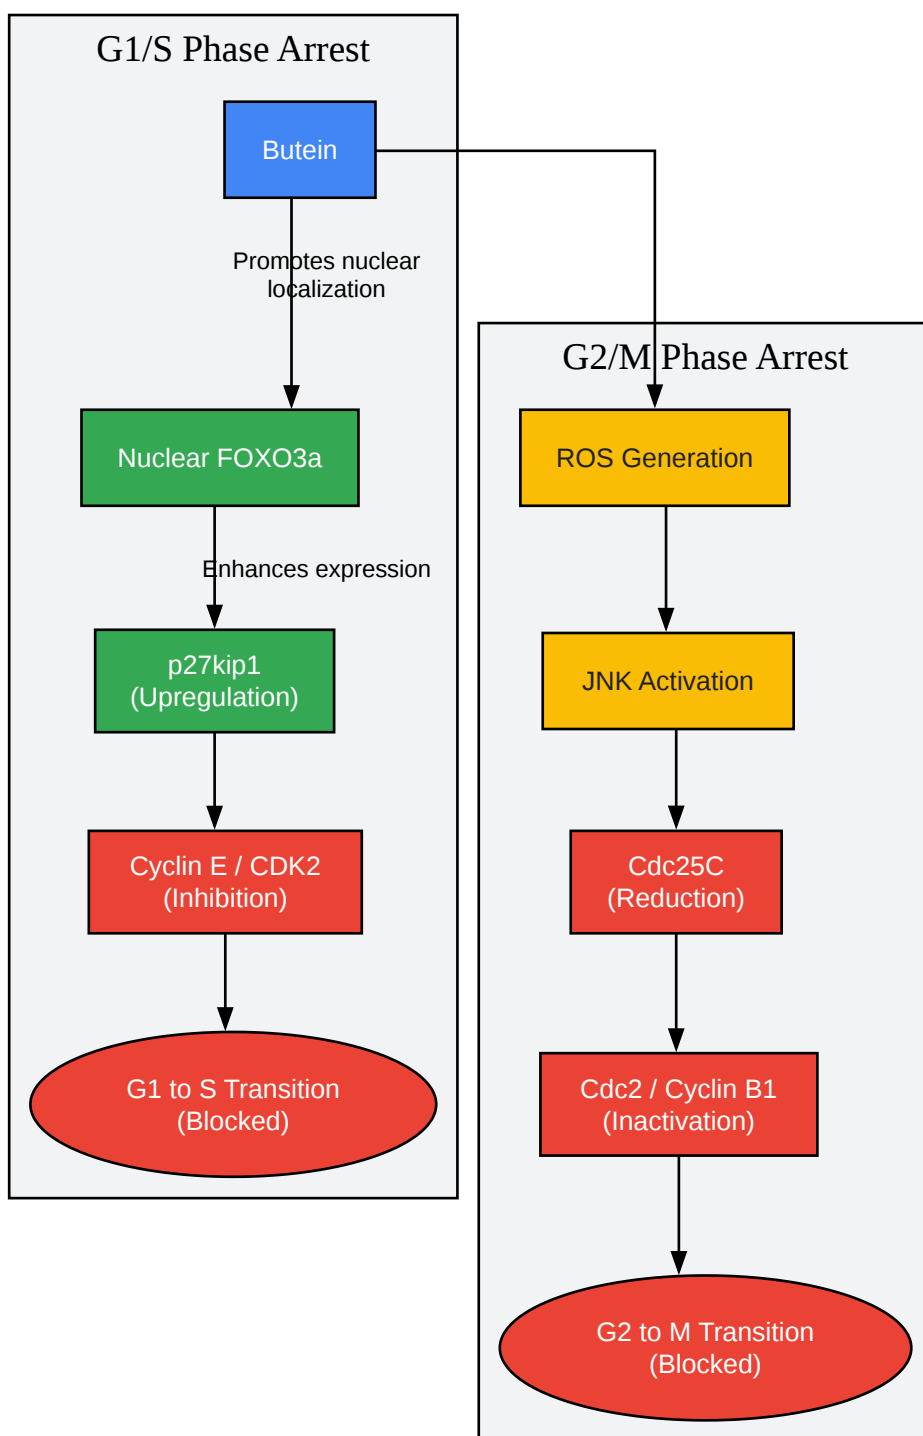 G1/S Phase Arrest
Butein
Promotes nuclear
localization
Nuclear FOXO3a
Enhances expression
p27kip1
(Upregulation)
Cyclin E / CDK2
(Inhibition)
G1 to S Transition
(Blocked)
G2/M Phase Arrest
ROS Generation
JNK Activation
Cdc25C
(Reduction)
Cdc2 / Cyclin B1
(Inactivation)
G2 to M Transition
(Blocked)